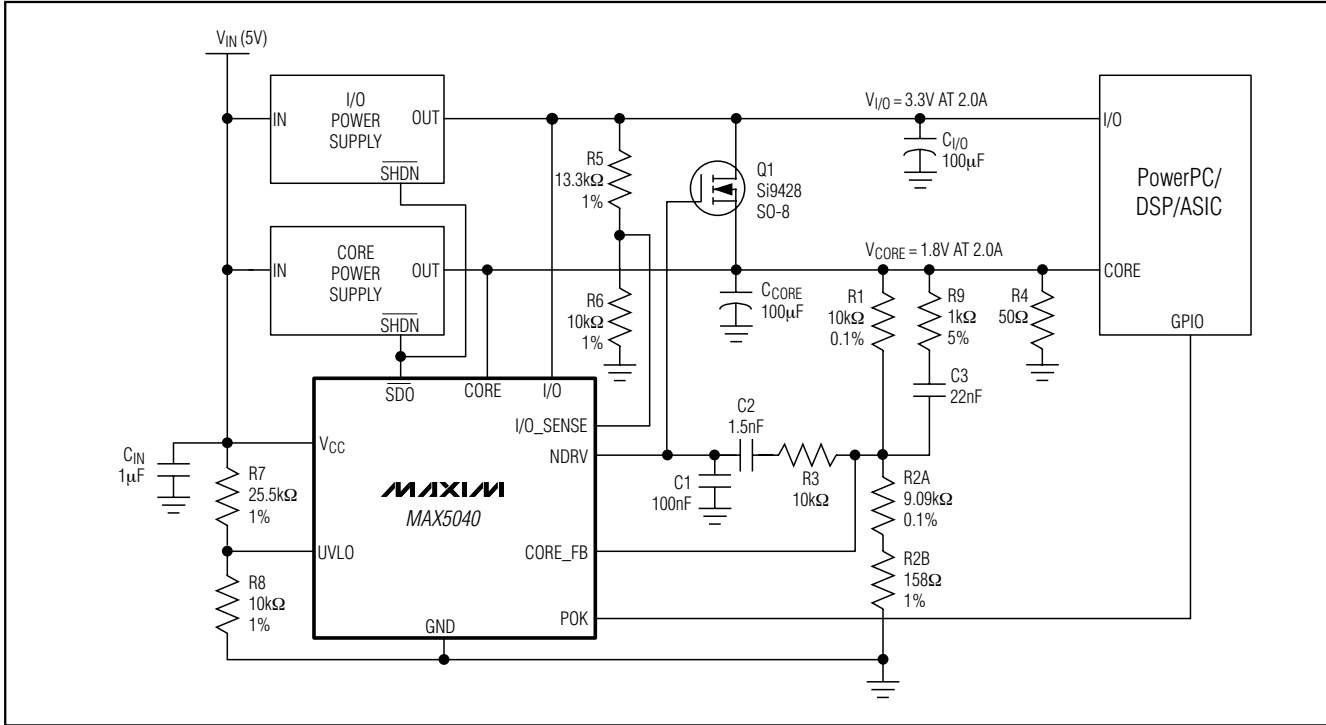 VIN (5V)
IN
I/O
POWER
SUPPLY
OUT
SHDN
IN
CORE
POWER
SUPPLY
OUT
SHDN
R5
13.3kΩ
1%
R6
10kΩ
1%
Q1
Si9428
SO-8
VI/O = 3.3V AT 2.0A
CI/O
100µF
VCORE = 1.8V AT 2.0A
CCORE
100µF
R1
10kΩ
0.1%
R9
1kΩ
5%
R4
50Ω
C3
22nF
I/O
PowerPC/
DSP/ASIC
CORE
GPIO
SDO
CORE
I/O
I/O_SENSE
NDRV
VCC
MAXIM
MAX5040
UVLO
CORE_FB
POK
GND
CIN
1µF
R7
25.5kΩ
1%
R8
10kΩ
1%
C2
1.5nF
C1
100nF
R3
10kΩ
R2A
9.09kΩ
0.1%
R2B
158Ω
1%